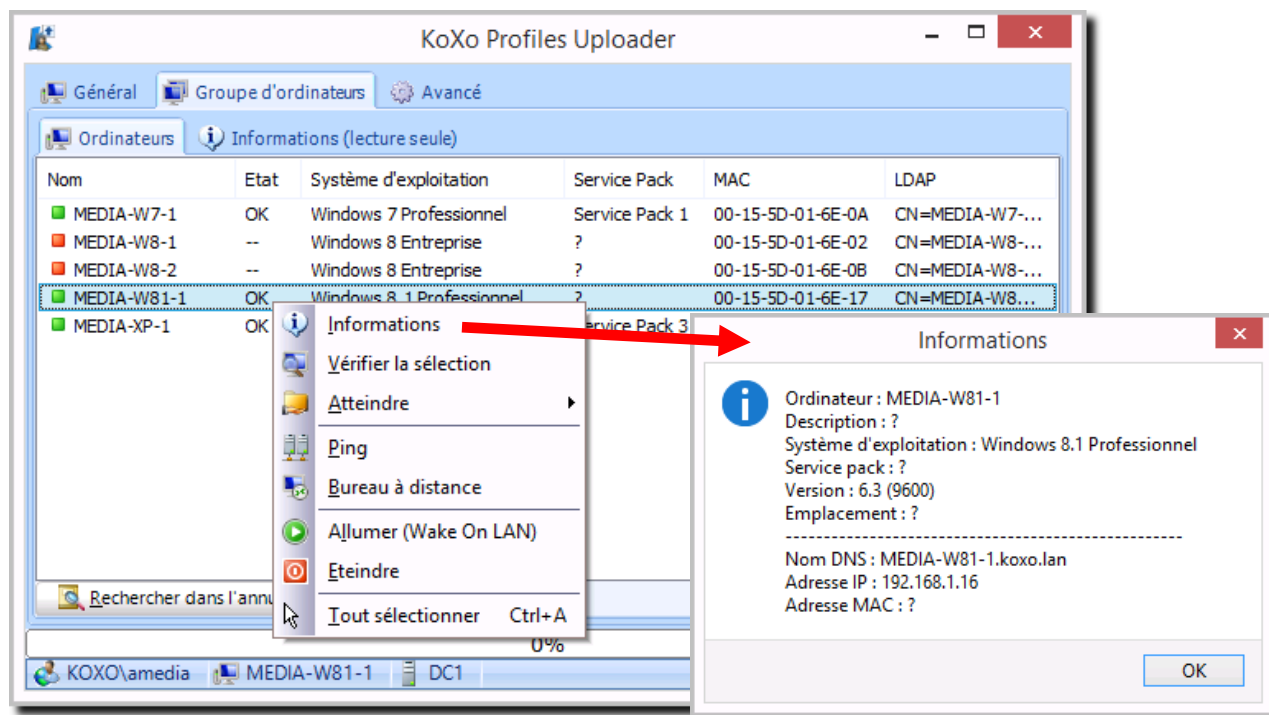 KoXo Profiles Uploader
Général Groupe d'ordinateurs Avancé
Ordinateurs Informations (lecture seule)
Nom Etat Système d'exploitation Service Pack MAC LDAP
MEDIA-W7-1 OK Windows 7 Professionnel Service Pack 1 00-15-5D-01-6E-0A CN=MEDIA-W7-...
MEDIA-W8-1 -- Windows 8 Entreprise ? 00-15-5D-01-6E-02 CN=MEDIA-W8-...
MEDIA-W8-2 -- Windows 8 Entreprise ? 00-15-5D-01-6E-0B CN=MEDIA-W8-...
MEDIA-W81-1 OK Windows 8.1 Professionnel ? 00-15-5D-01-6E-17 CN=MEDIA-W8...
MEDIA-XP-1 OK Service Pack 3
Informations
Vérifier la sélection
Atteindre
Ping
Bureau à distance
Allumer (Wake On LAN)
Eteindre
Tout sélectionner Ctrl+A
Rechercher dans l'annu
0%
KOXO\amedia MEDIA-W81-1 DC1
Informations
Ordinateur : MEDIA-W81-1
Description : ?
Système d'exploitation : Windows 8.1 Professionnel
Service pack : ?
Version : 6.3 (9600)
Emplacement : ?
------------------------------------------------------
Nom DNS : MEDIA-W81-1.koxo.lan
Adresse IP : 192.168.1.16
Adresse MAC : ?
OK